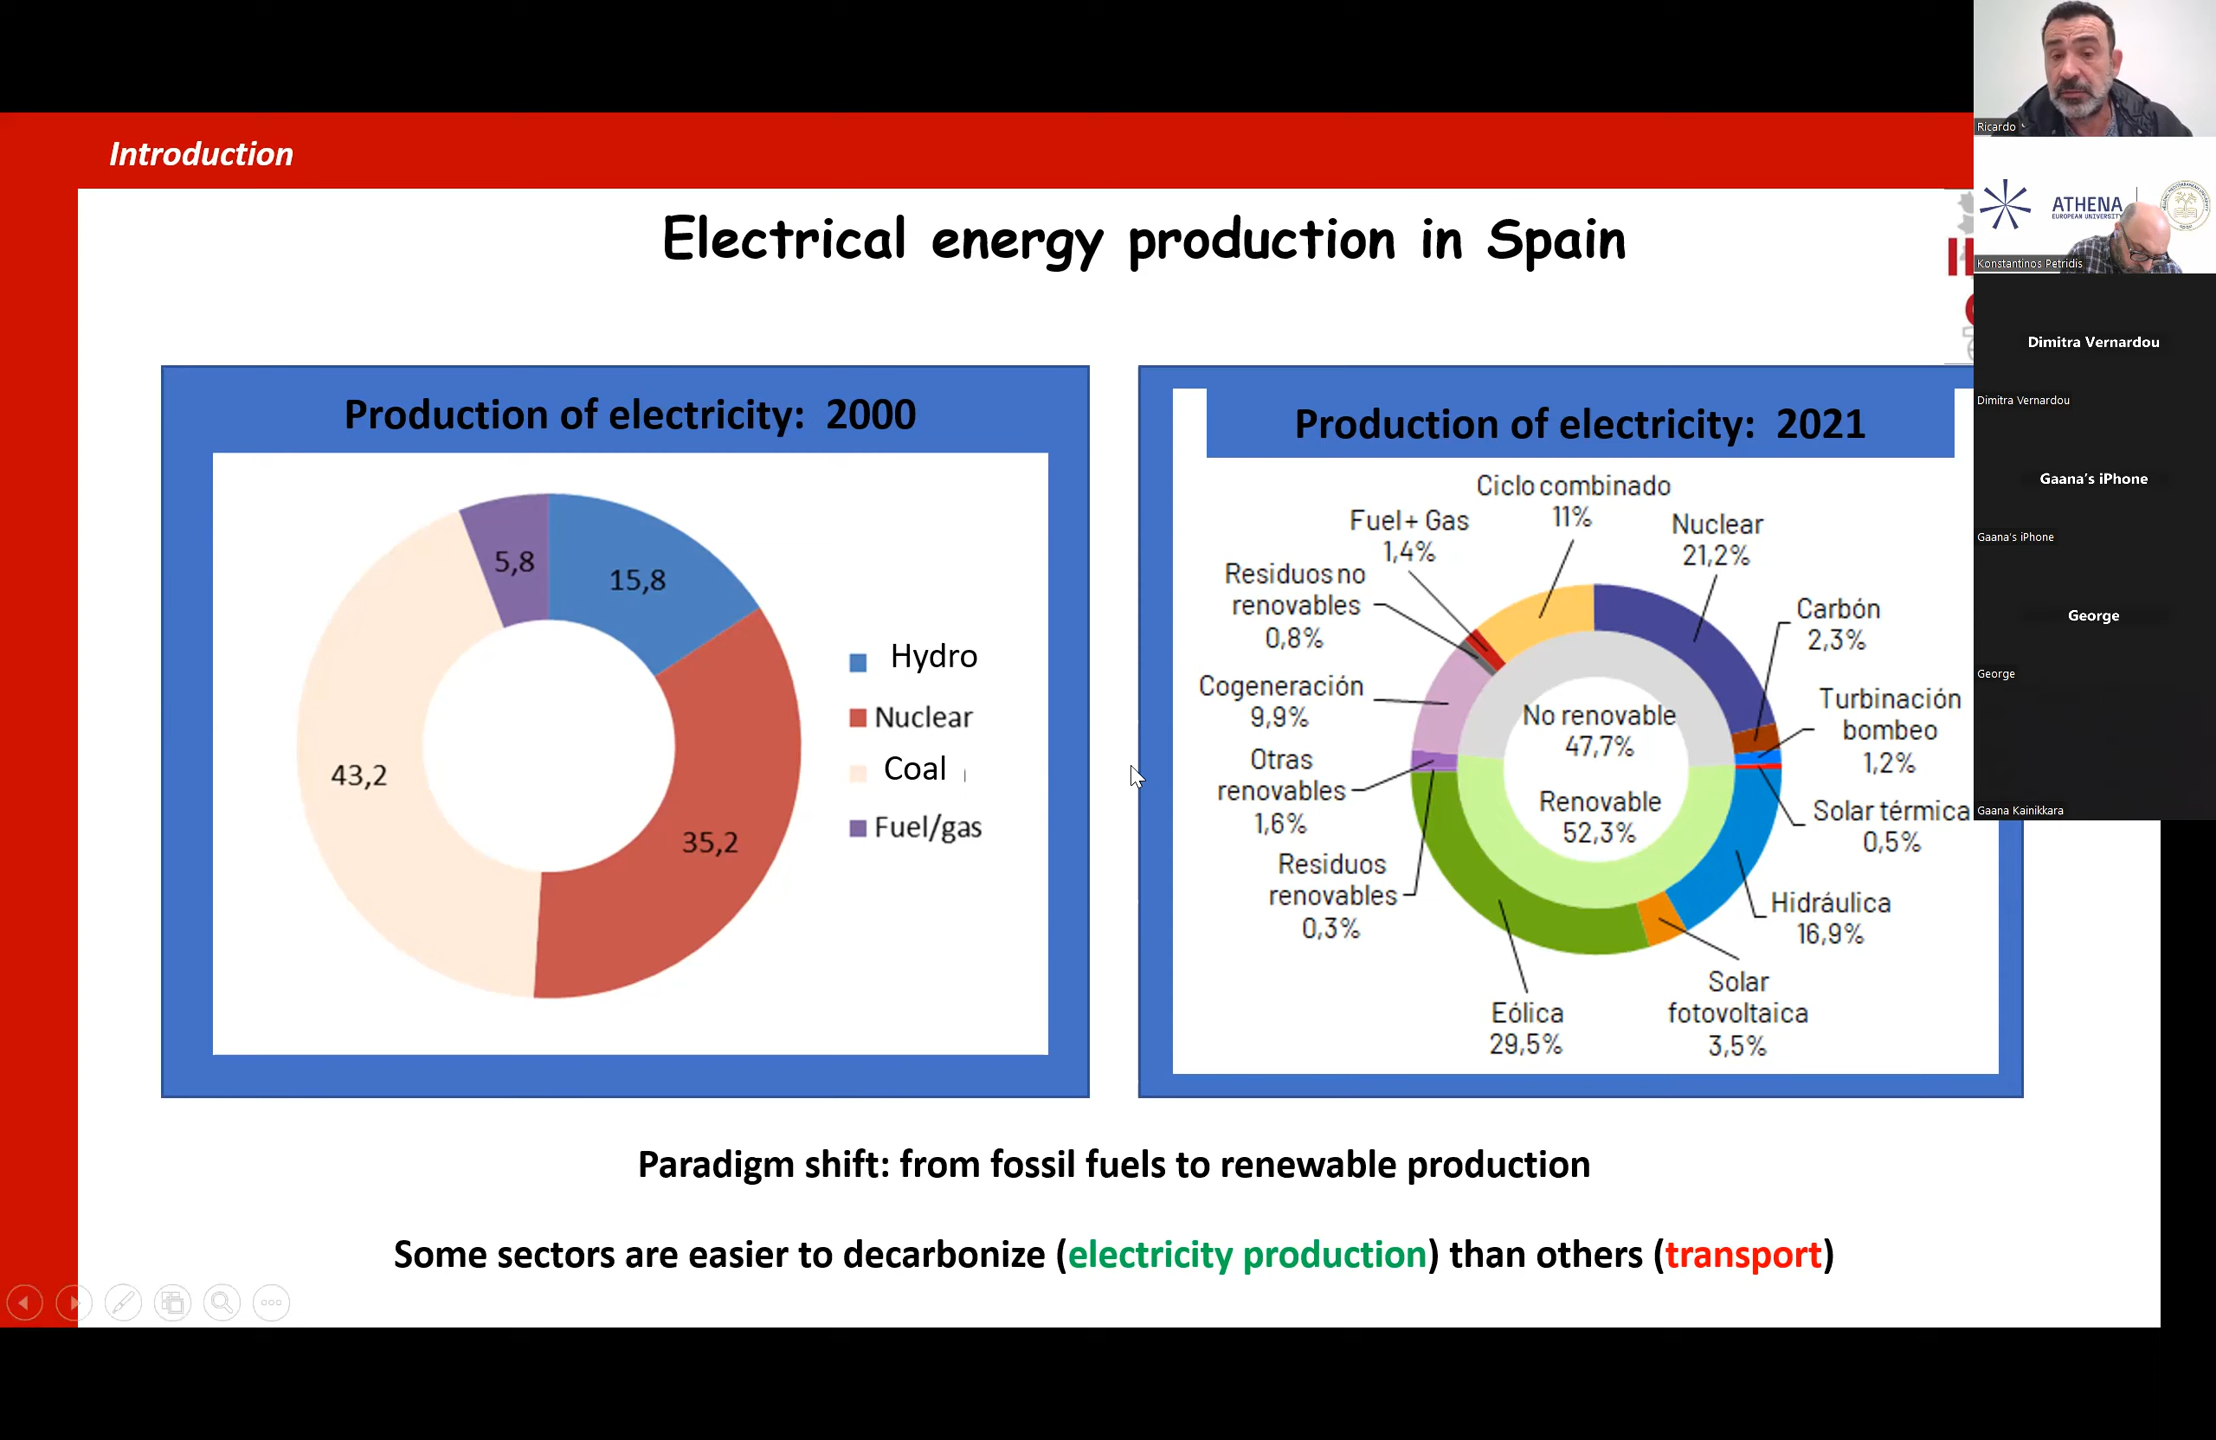 Introduction
Electrical energy production in Spain
Production of electricity: 2000
5,8
15,8
43,2
35,2
Hydro
Nuclear
Coal
Fuel/gas
Production of electricity: 2021
Ciclo combinado
11%
Fuel + Gas
1,4%
Nuclear
21,2%
Residuos no
renovables
0,8%
Carbón
2,3%
Cogeneración
9,9%
Turbinación
bombeo
1,2%
No renovable
47,7%
Otras
renovables
1,6%
Renovable
52,3%
Solar térmica
0,5%
Residuos
renovables
0,3%
Hidráulica
16,9%
Eólica
29,5%
Solar
fotovoltaica
3,5%
Paradigm shift: from fossil fuels to renewable production
Some sectors are easier to decarbonize (electricity production) than others (transport)
Ricardo
ATHENA
EUROPEAN UNIVERSITY
Konstantinos Petridis
Dimitra Vernardou
Dimitra Vernardou
Gaana's iPhone
Gaana's iPhone
George
George
Gaana Kainikkara